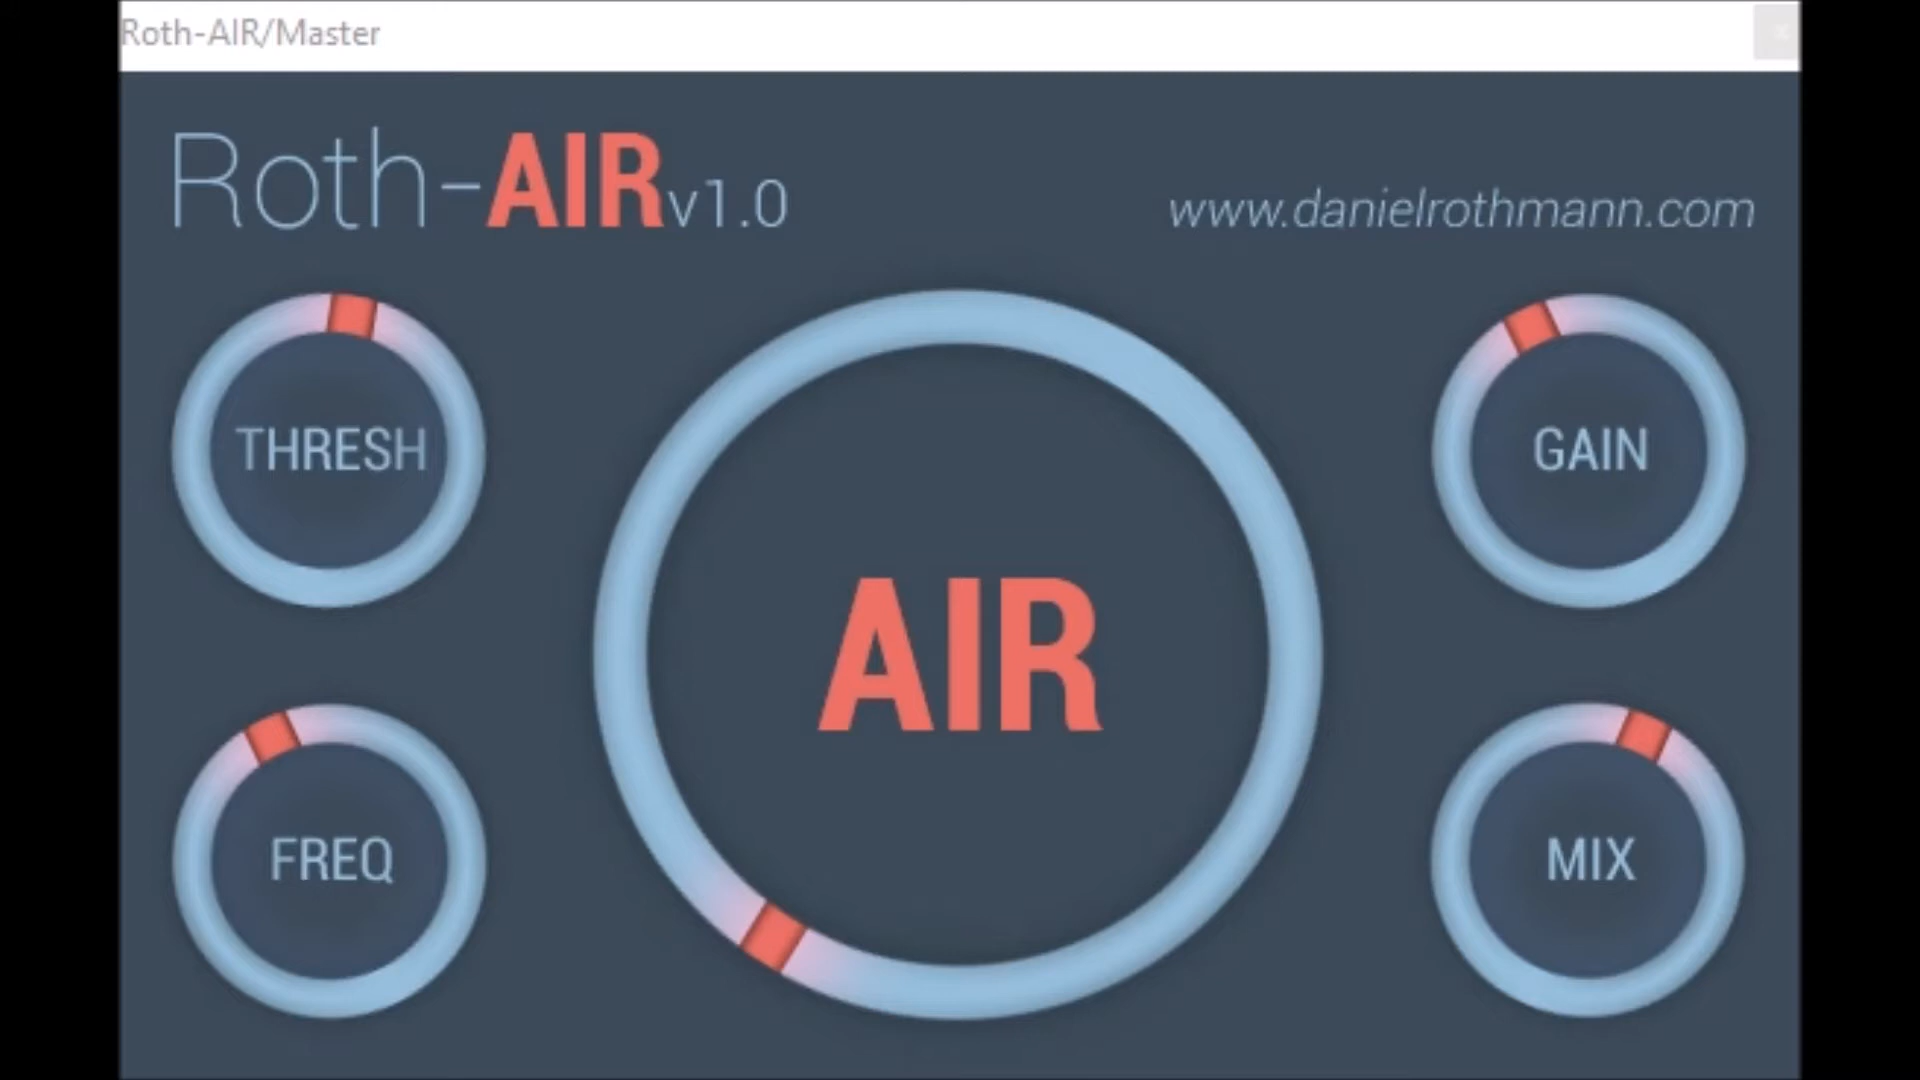 Roth-AIR/Master
Roth-AIRv1.0
www.danielrothmann.com
THRESH
GAIN
AIR
FREQ
MIX